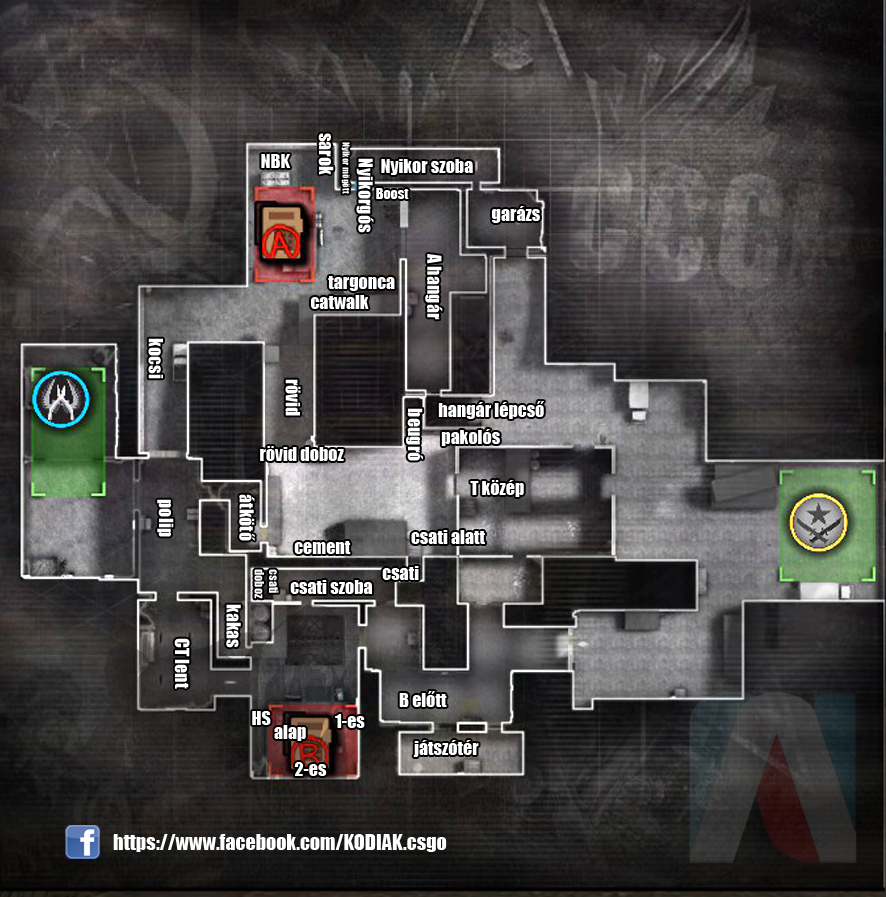 NBK
sarok
Nyikor mögött
Nyikorgós
Nyikor szoba
Boost
garázs
A
A hangár
targonca
catwalk
kocsi
rövid
beugró
hangár lépcső
pakolós
rövid doboz
T közép
polip
átkötő
csati alatt
cement
csati
csati doboz
csati szoba
kakas
CT lent
B előtt
HS
1-es
alap
B
2-es
játszótér
https://www.facebook.com/KODIAK.csgo